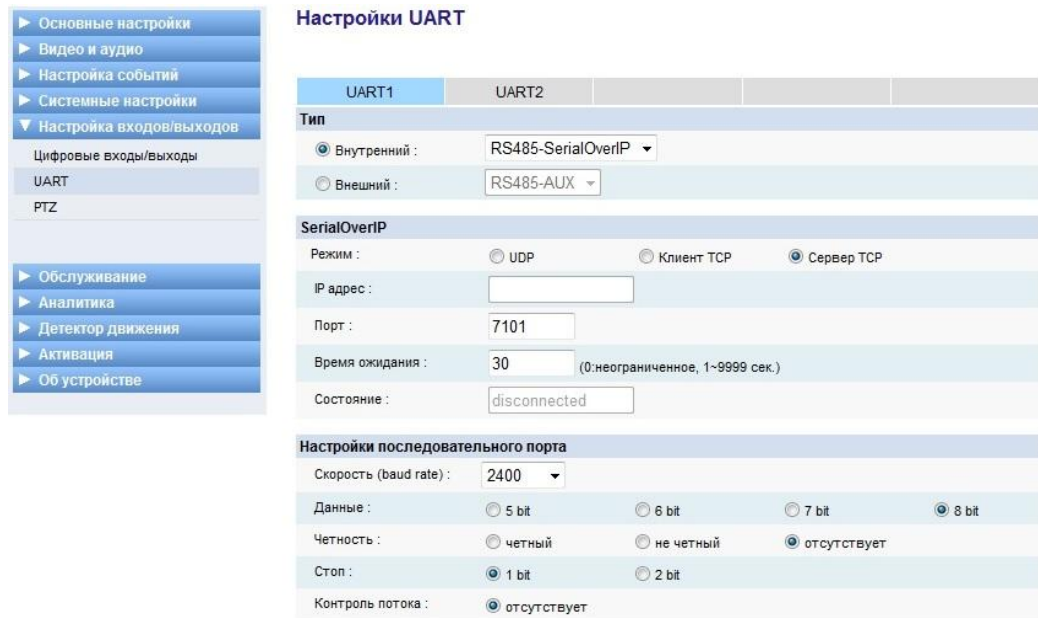 Основные настройки
Видео и аудио
Настройка событий
Системные настройки
Настройка входов/выходов
Цифровые входы/выходы
UART
PTZ
Обслуживание
Аналитика
Детектор движения
Активация
Об устройстве
Настройки UART
UART1 UART2
Тип
Внутренний : RS485-SerialOverIP
Внешний : RS485-AUX
SerialOverIP
Режим : UDP Клиент TCP Сервер TCP
IP адрес :
Порт : 7101
Время ожидания : 30 (0:неограниченное, 1~9999 сек.)
Состояние : disconnected
Настройки последовательного порта
Скорость (baud rate) : 2400
Данные : 5 bit 6 bit 7 bit 8 bit
Четность : четный не четный отсутствует
Стоп : 1 bit 2 bit
Контроль потока : отсутствует